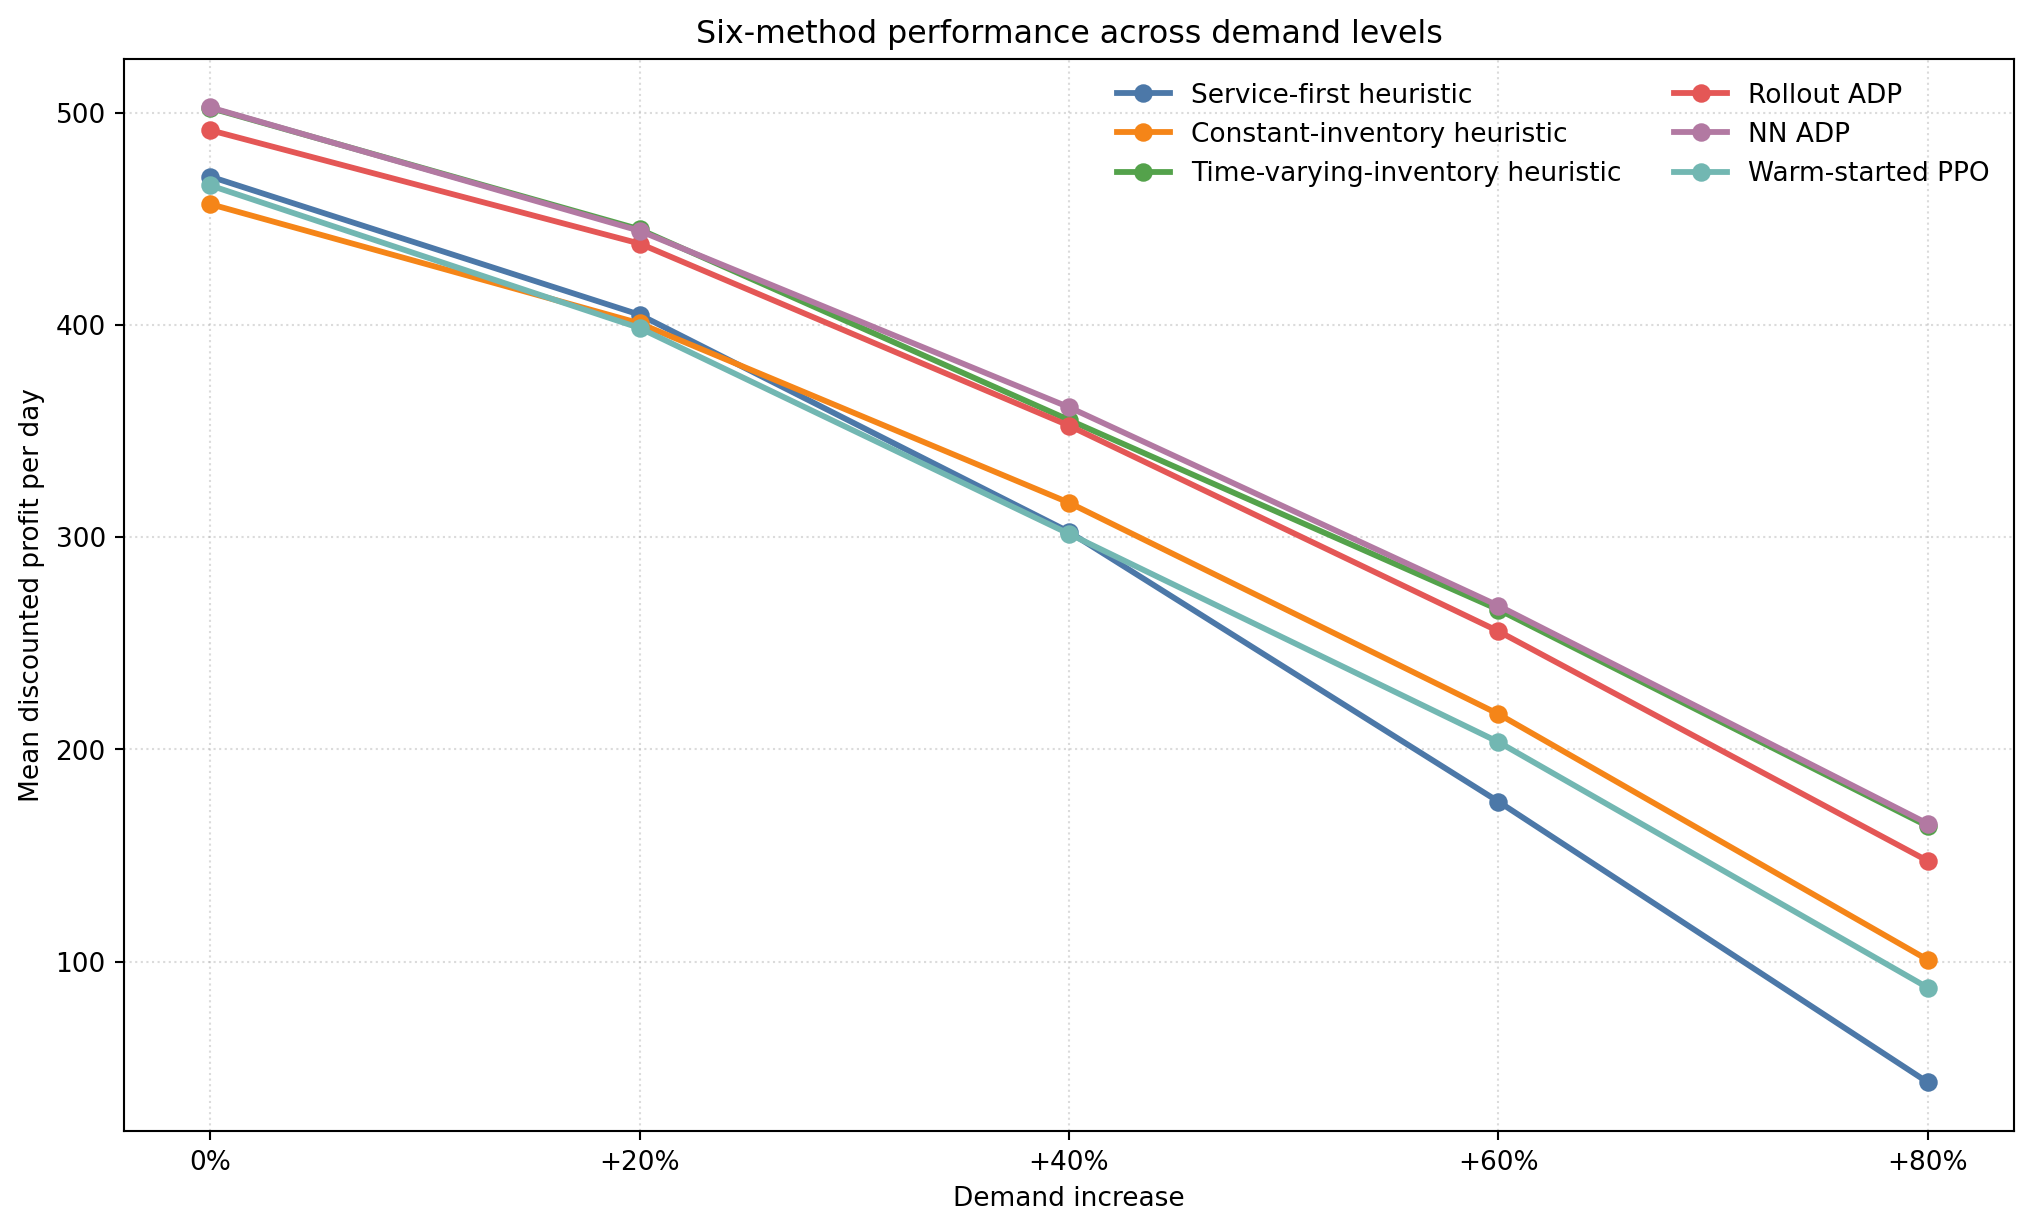 Six-method performance across demand levels
Service-first heuristic
Constant-inventory heuristic
Time-varying-inventory heuristic
Rollout ADP
NN ADP
Warm-started PPO
Mean discounted profit per day
500
400
300
200
100
0%
+20%
+40%
+60%
+80%
Demand increase